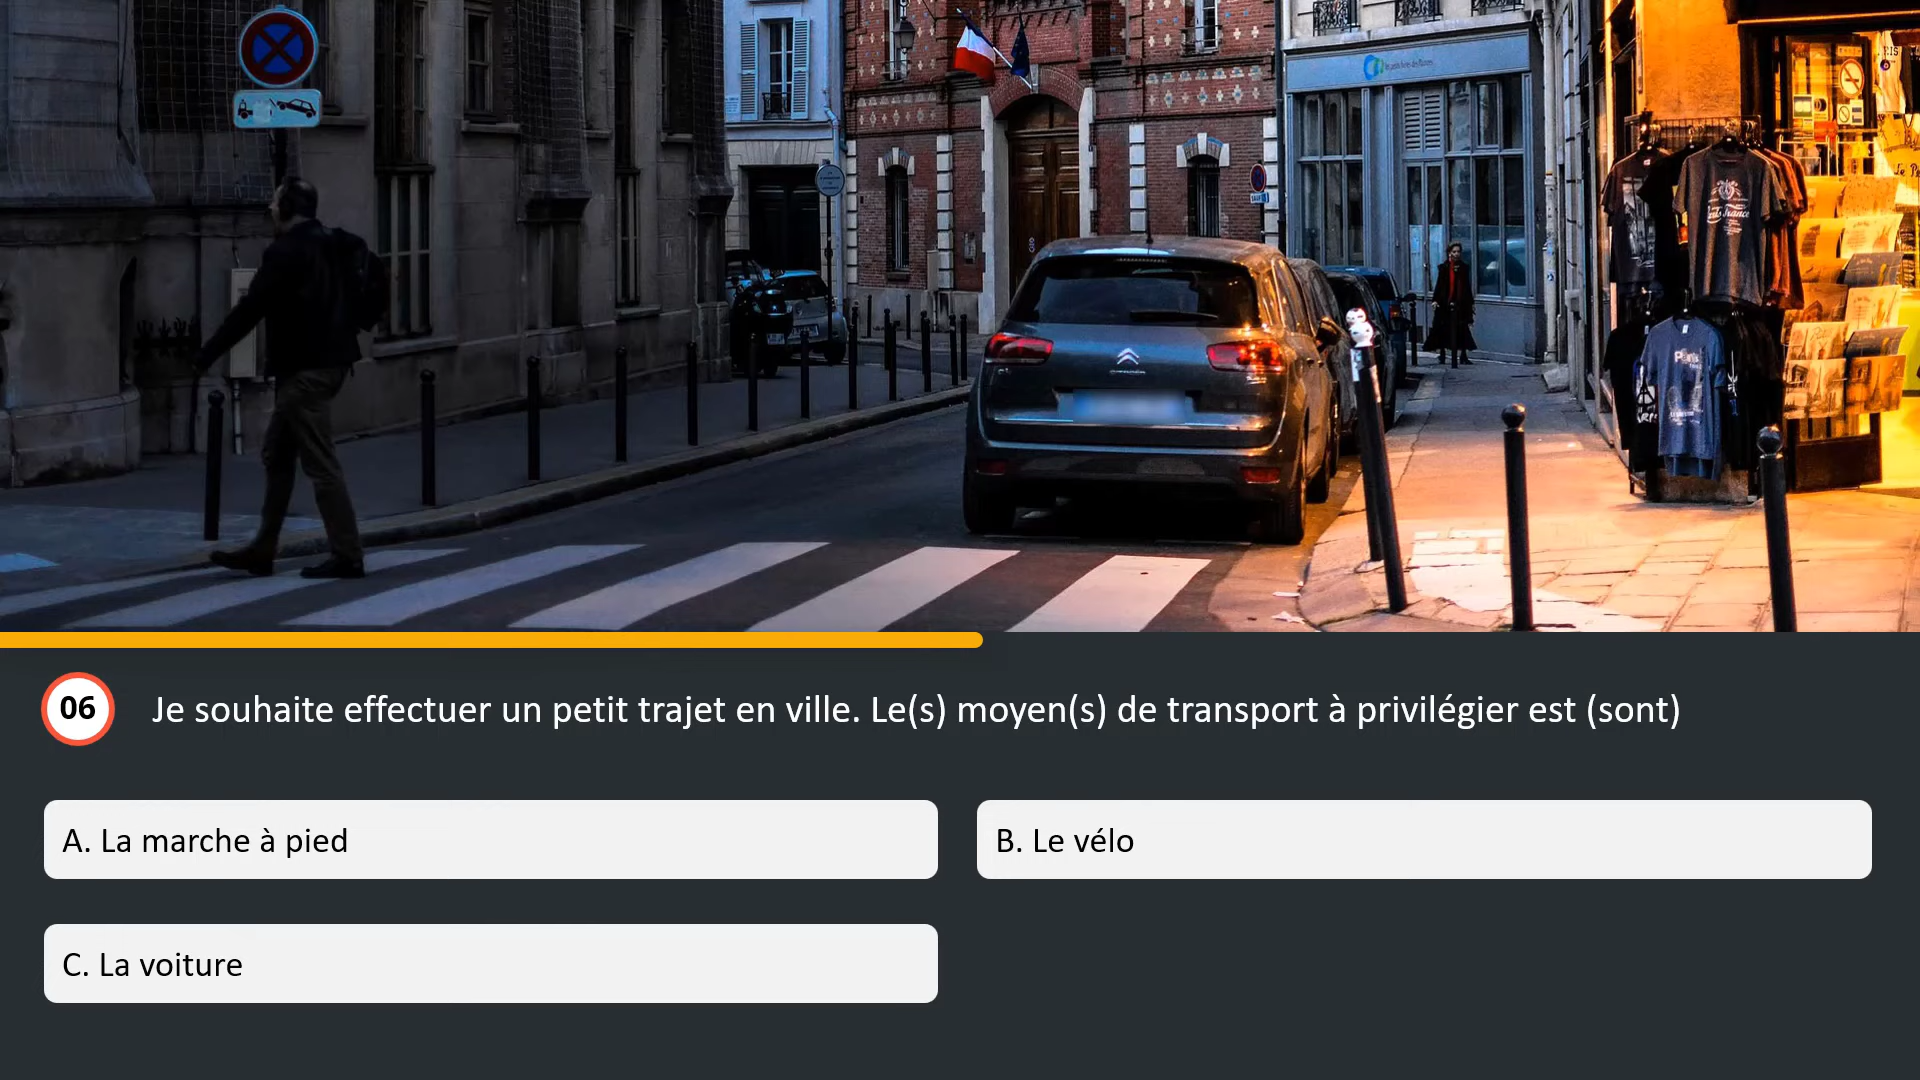 Paris
06
Je souhaite effectuer un petit trajet en ville. Le(s) moyen(s) de transport à privilégier est (sont)
A. La marche à pied
B. Le vélo
C. La voiture